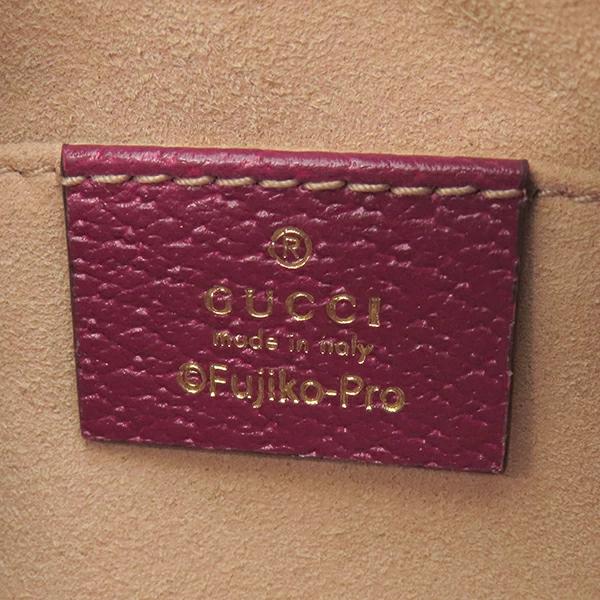 ®
GUCCI
made in italy
©Fujiko-Pro